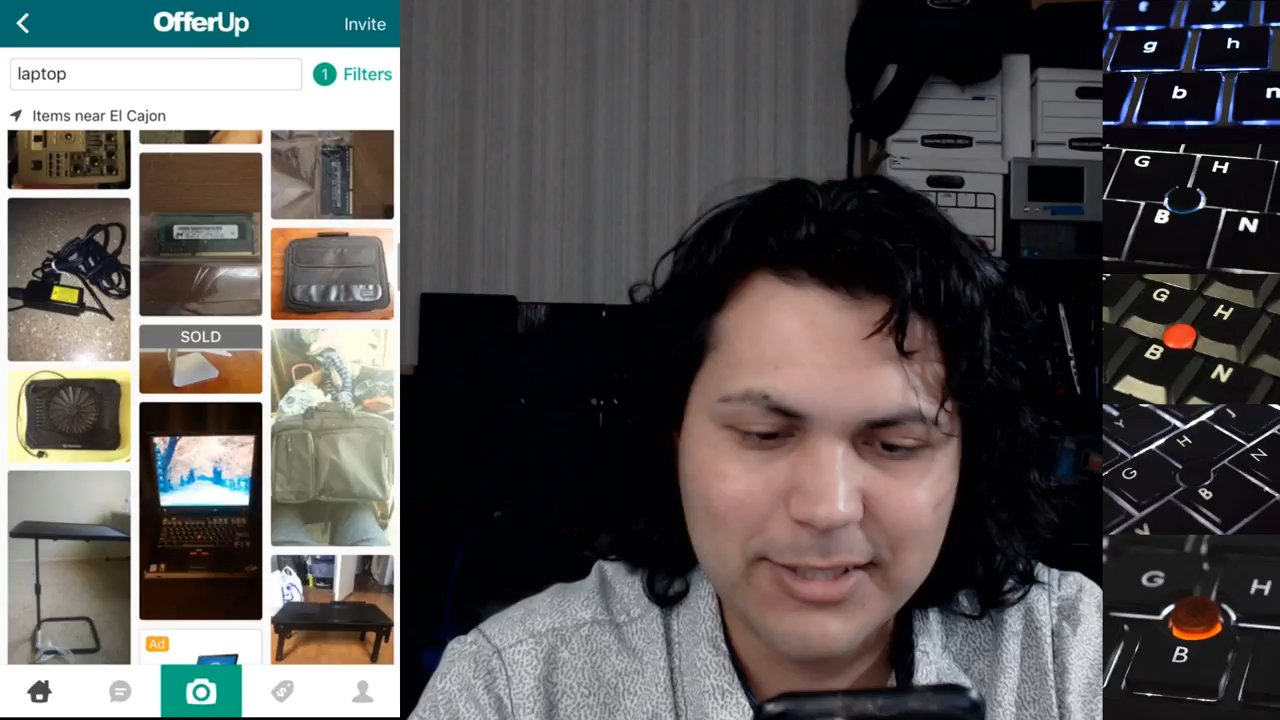 OfferUp
Invite
laptop
1 Filters
Items near El Cajon
SOLD
Ad
t y
g h
b n
G H
B N
G H
B N
Y
H
N
G
B
V
G H
B